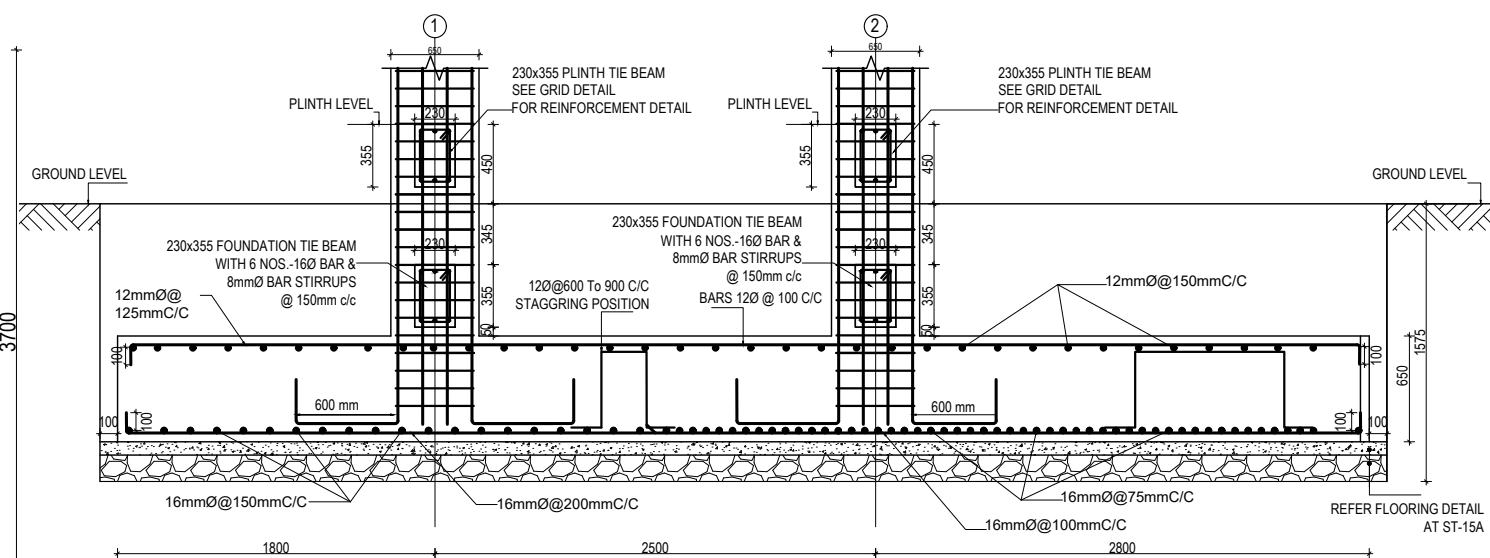 1
2
650
650
230x355 PLINTH TIE BEAM
SEE GRID DETAIL
FOR REINFORCEMENT DETAIL
230x355 PLINTH TIE BEAM
SEE GRID DETAIL
FOR REINFORCEMENT DETAIL
PLINTH LEVEL
230
PLINTH LEVEL
230
355
450
355
450
GROUND LEVEL
GROUND LEVEL
230x355 FOUNDATION TIE BEAM
WITH 6 NOS.-16Ø BAR &
8mmØ BAR STIRRUPS
@ 150mm c/c
230
345
230x355 FOUNDATION TIE BEAM
WITH 6 NOS.-16Ø BAR &
8mmØ BAR STIRRUPS
@ 150mm c/c
230
345
12mmØ@
125mmC/C
12Ø@600 To 900 C/C
STAGGRING POSITION
BARS 12Ø @ 100 C/C
12mmØ@150mmC/C
355
50
355
50
3700
100
100
650
1575
600 mm
600 mm
100
100
100
100
16mmØ@150mmC/C
16mmØ@200mmC/C
16mmØ@75mmC/C
16mmØ@100mmC/C
REFER FLOORING DETAIL
AT ST-15A
1800
2500
2800